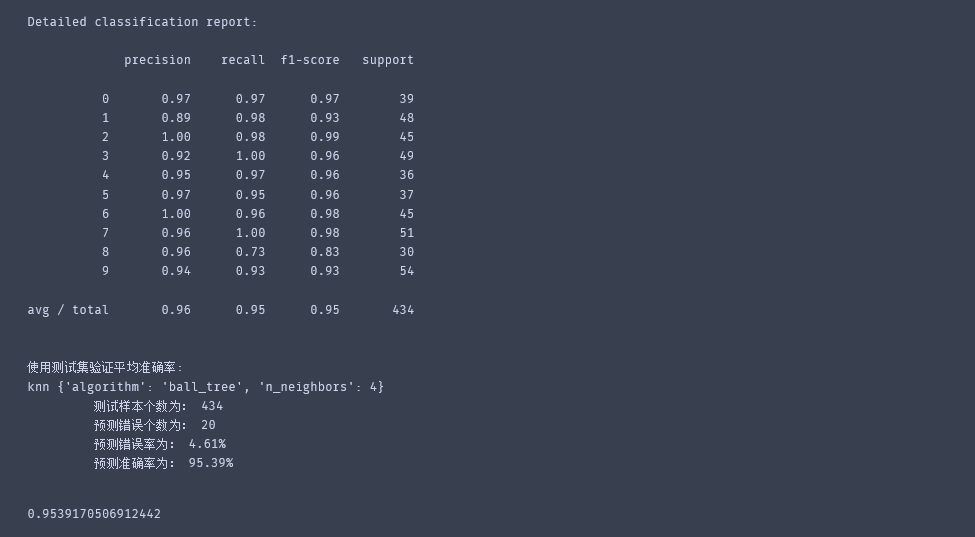 Detailed classification report:
precision recall f1-score support
0 0.97 0.97 0.97 39
1 0.89 0.98 0.93 48
2 1.00 0.98 0.99 45
3 0.92 1.00 0.96 49
4 0.95 0.97 0.96 36
5 0.97 0.95 0.96 37
6 1.00 0.96 0.98 45
7 0.96 1.00 0.98 51
8 0.96 0.73 0.83 30
9 0.94 0.93 0.93 54
avg / total 0.96 0.95 0.95 434
使用测试集验证平均准确率:
knn {'algorithm': 'ball_tree', 'n_neighbors': 4}
测试样本个数为: 434
预测错误个数为: 20
预测错误率为: 4.61%
预测准确率为: 95.39%
0.9539170506912442